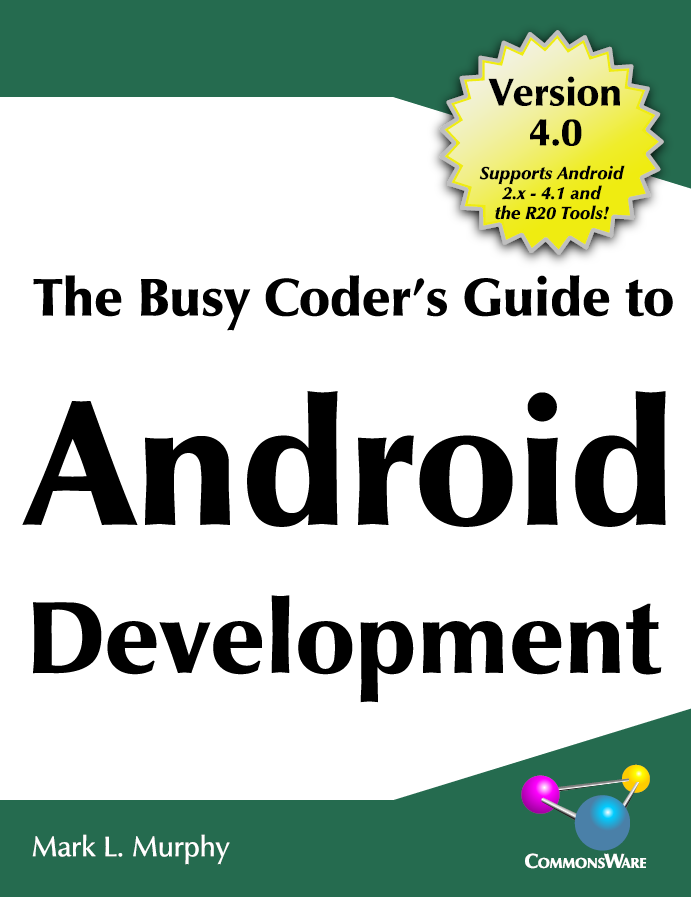 Version
4.0
Supports Android
2.x - 4.1 and
the R20 Tools!
The Busy Coder’s Guide to
Android
Development
Mark L. Murphy
CommonsWare